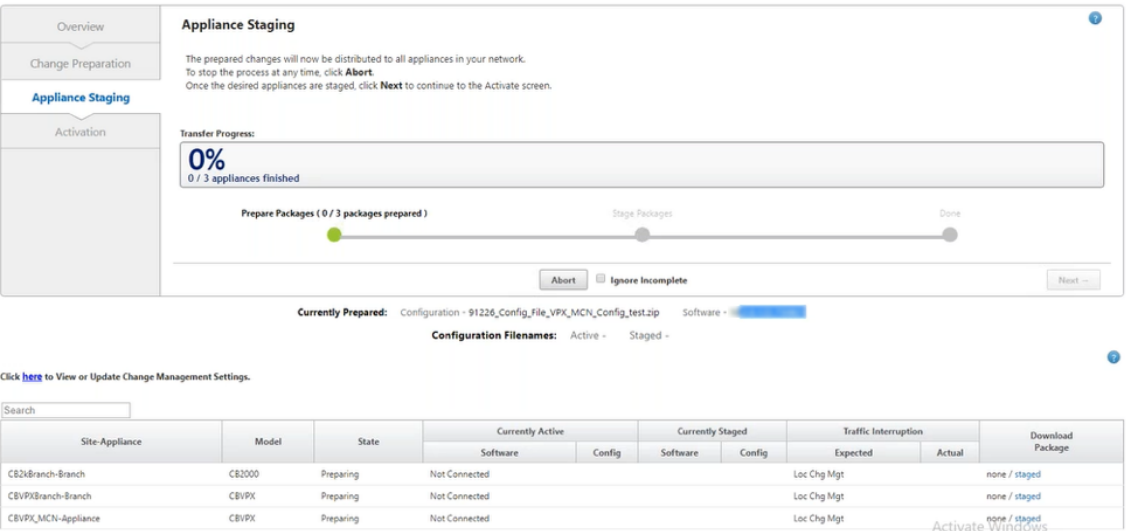 Overview
Change Preparation
Appliance Staging
Activation
Appliance Staging
?
The prepared changes will now be distributed to all appliances in your network.
To stop the process at any time, click Abort.
Once the desired appliances are staged, click Next to continue to the Activate screen.
Transfer Progress:
0%
0 / 3 appliances finished
Prepare Packages ( 0 / 3 packages prepared ) Stage Packages Done
Abort Ignore Incomplete Next
Currently Prepared: Configuration - 91226_Config_File_VPX_MCN_Config_test.zip Software -
Configuration Filenames: Active - Staged -
?
Click here to View or Update Change Management Settings.
Search
Site-Appliance Model State Currently Active Currently Staged Traffic Interruption Download Package
Software Config Software Config Expected Actual
CB2kBranch-Branch CB2000 Preparing Not Connected Loc Chg Mgt none / staged
CBVPXBranch-Branch CBVPX Preparing Not Connected Loc Chg Mgt none / staged
CBVPX_MCN-Appliance CBVPX Preparing Not Connected Loc Chg Mgt none / staged
Activate Windows